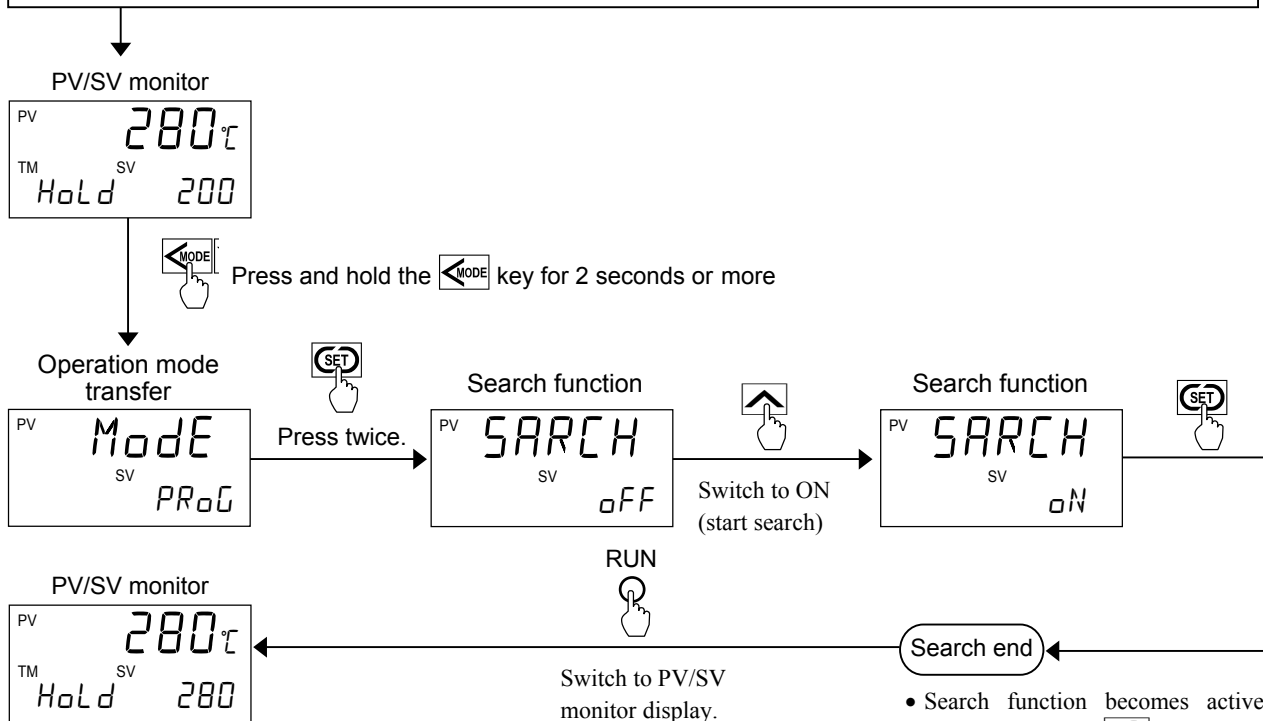 PV/SV monitor
PV 280℃
TM SV
HoLd 200
MODE
Press and hold the MODE key for 2 seconds or more
Operation mode
transfer
PV ModE
SV
PRoG
SET
Press twice.
Search function
PV SARCH
SV
oFF
Switch to ON
(start search)
Search function
PV SARCH
SV
oN
SET
RUN
PV/SV monitor
PV 280℃
TM SV
HoLd 280
Switch to PV/SV
monitor display.
Search end
• Search function becomes active